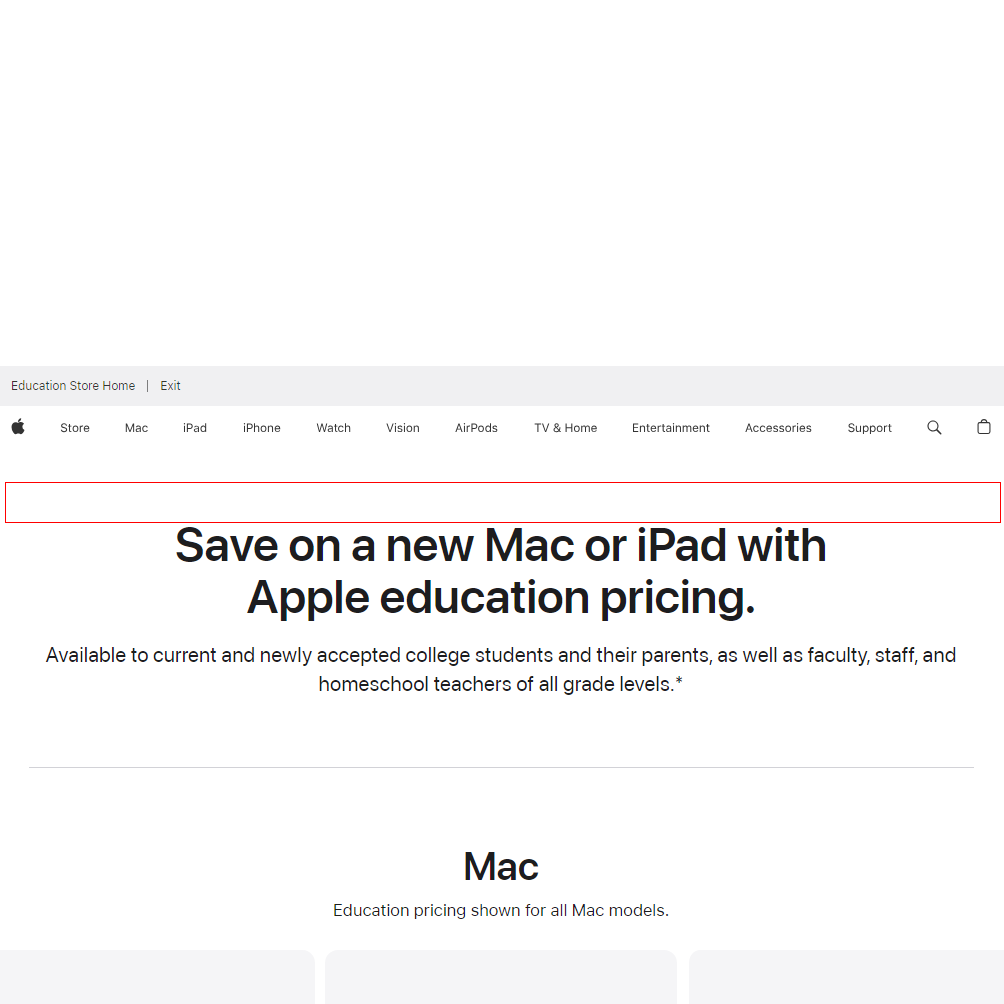 Education Store Home | Exit
Store Mac iPad iPhone Watch Vision AirPods TV & Home Entertainment Accessories Support
Save on a new Mac or iPad with
Apple education pricing.
Available to current and newly accepted college students and their parents, as well as faculty, staff, and
homeschool teachers of all grade levels.*
Mac
Education pricing shown for all Mac models.